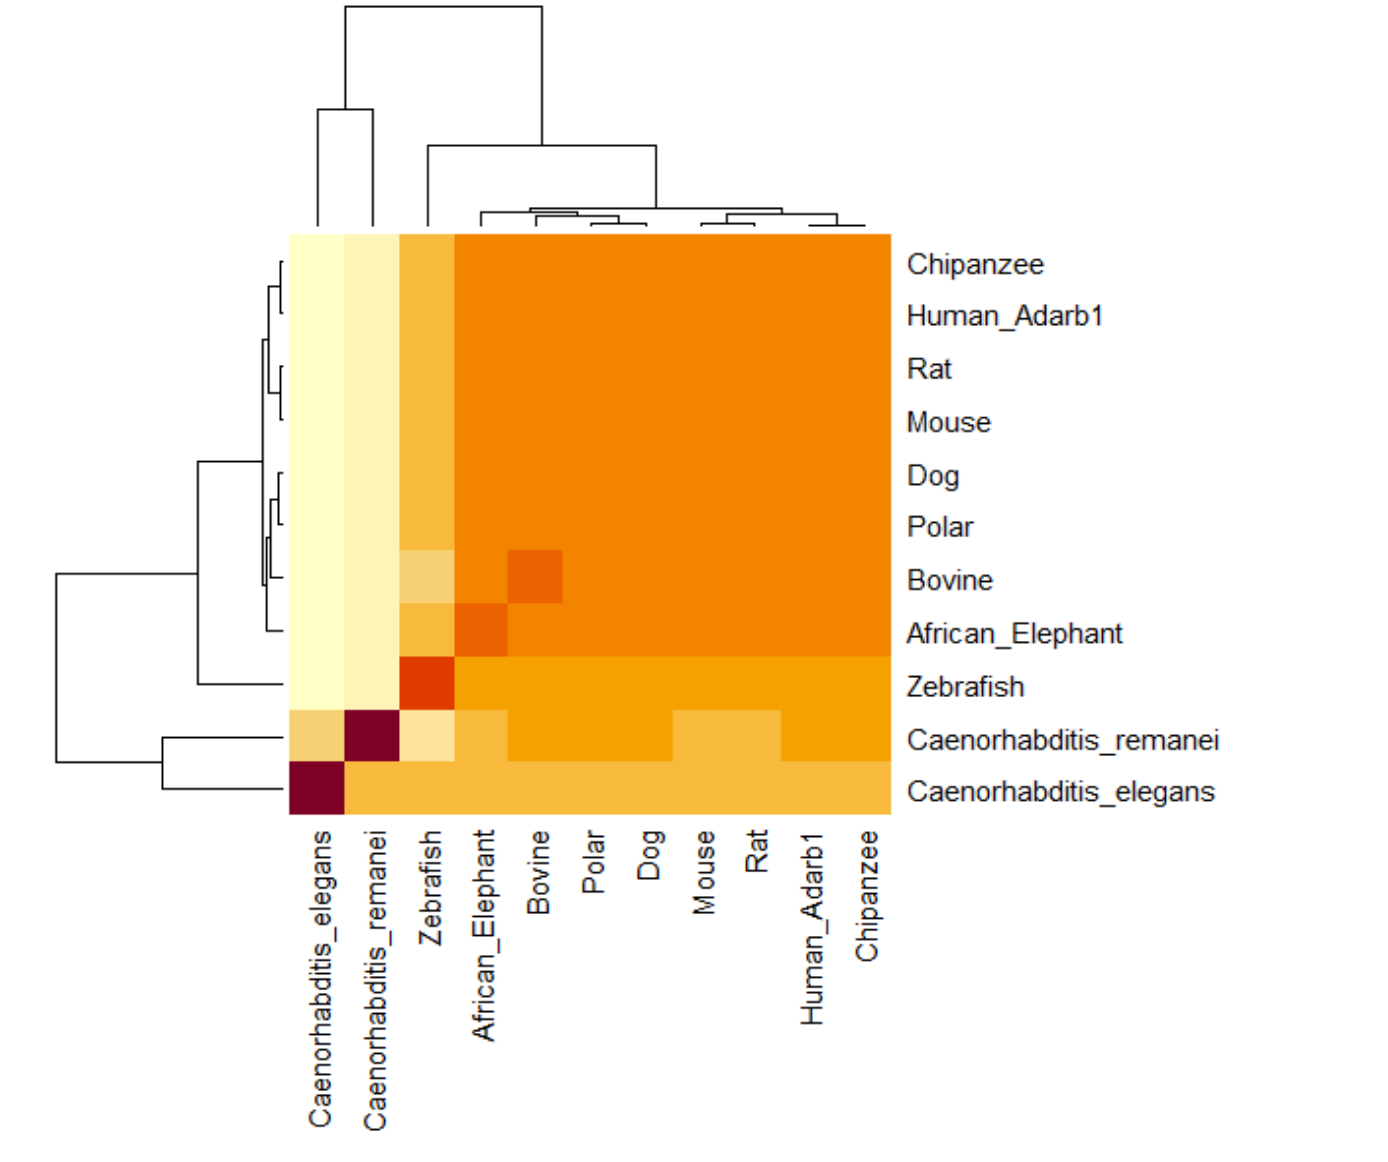 Chipanzee
Human_Adarb1
Rat
Mouse
Dog
Polar
Bovine
African_Elephant
Zebrafish
Caenorhabditis_remanei
Caenorhabditis_elegans
Caenorhabditis_elegans
Caenorhabditis_remanei
Zebrafish
African_Elephant
Bovine
Polar
Dog
Mouse
Rat
Human_Adarb1
Chipanzee